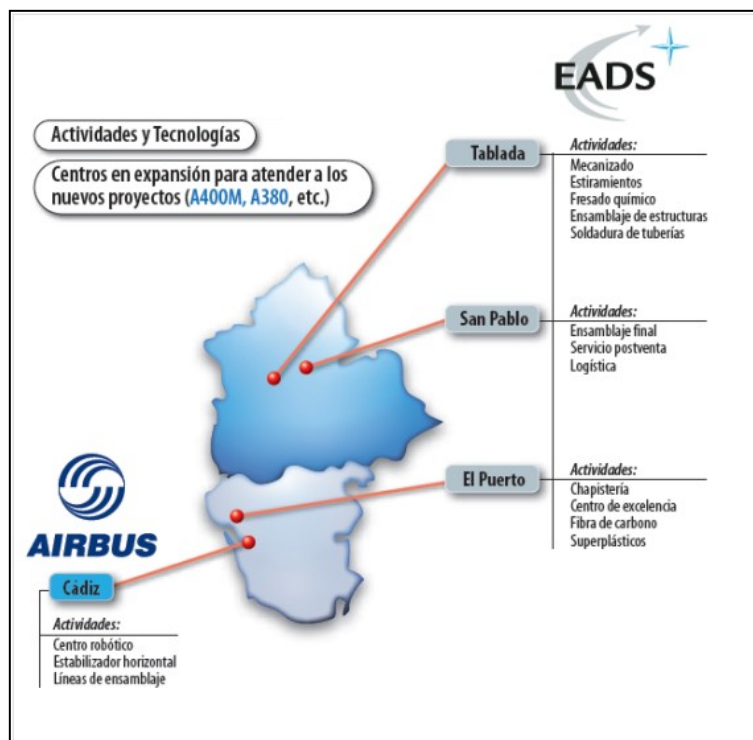 EADS
Actividades y Tecnologías
Centros en expansión para atender a los
nuevos proyectos (A400M, A380, etc.)
Tablada
Actividades:
Mecanizado
Estiramientos
Fresado químico
Ensamblaje de estructuras
Soldadura de tuberías
San Pablo
Actividades:
Ensamblaje final
Servicio postventa
Logística
El Puerto
Actividades:
Chapistería
Centro de excelencia
Fibra de carbono
Superplásticos
AIRBUS
Cádiz
Actividades:
Centro robótico
Estabilizador horizontal
Líneas de ensamblaje